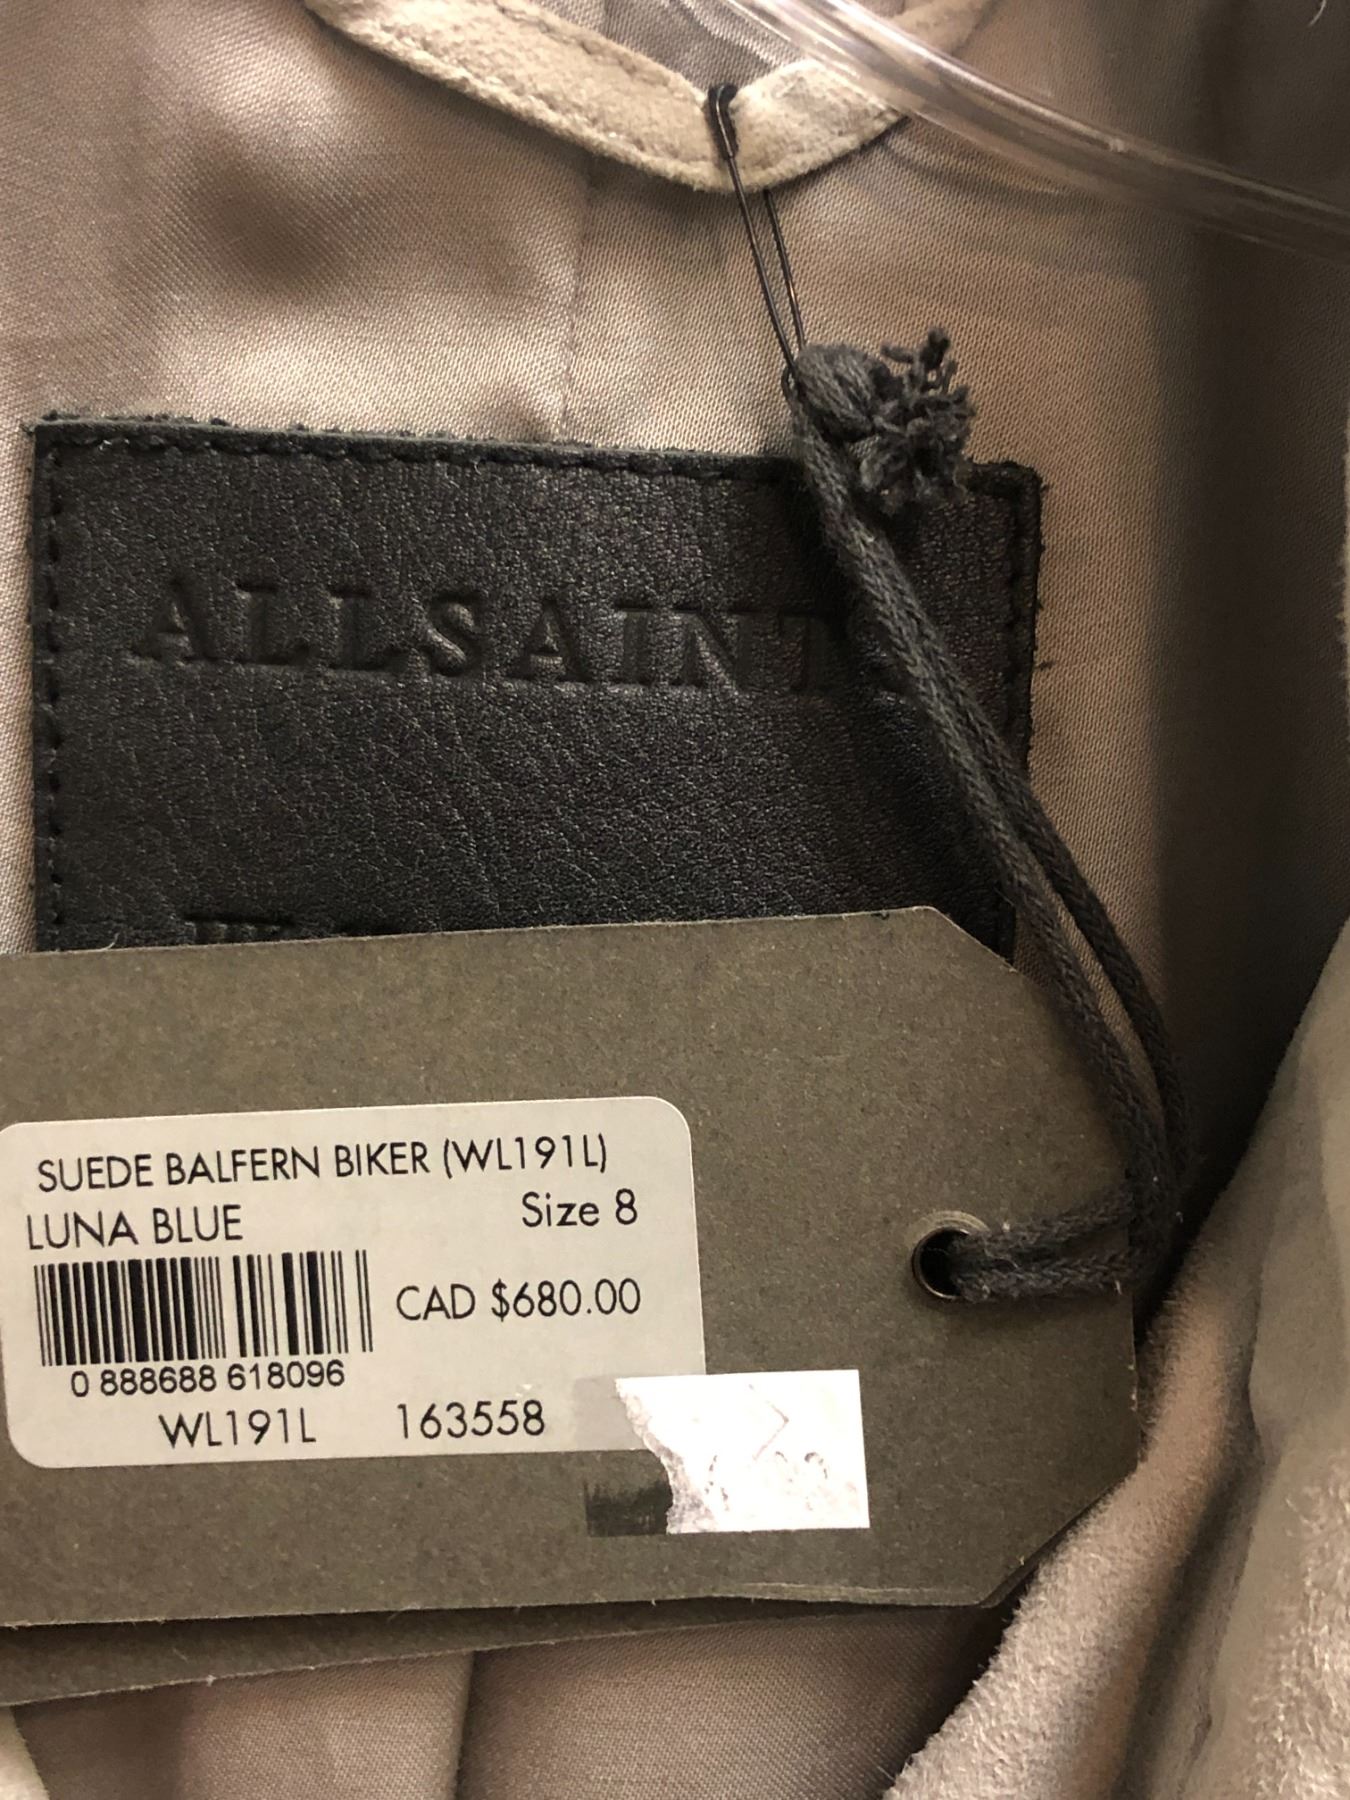 ALLSAINT
SUEDE BALFERN BIKER (WL191L)
LUNA BLUE Size 8
CAD $680.00
0 888688 618096
WL191L 163558